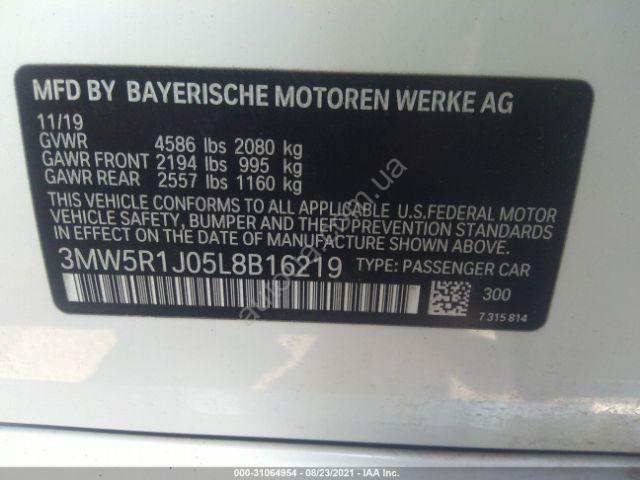 MFD BY BAYERISCHE MOTOREN WERKE AG
11/19
GVWR 4586 lbs 2080 kg
GAWR FRONT 2194 lbs 995 kg
GAWR REAR 2557 lbs 1160 kg
THIS VEHICLE CONFORMS TO ALL APPLICABLE U.S.FEDERAL MOTOR
VEHICLE SAFETY, BUMPER AND THEFT PREVENTION STANDARDS
IN EFFECT ON THE DATE OF MANUFACTURE SHOWN ABOVE.
3MW5R1J05L8B16219 TYPE: PASSENGER CAR
300
7 315 814
000-31064954 - 08/23/2021 - IAA Inc.